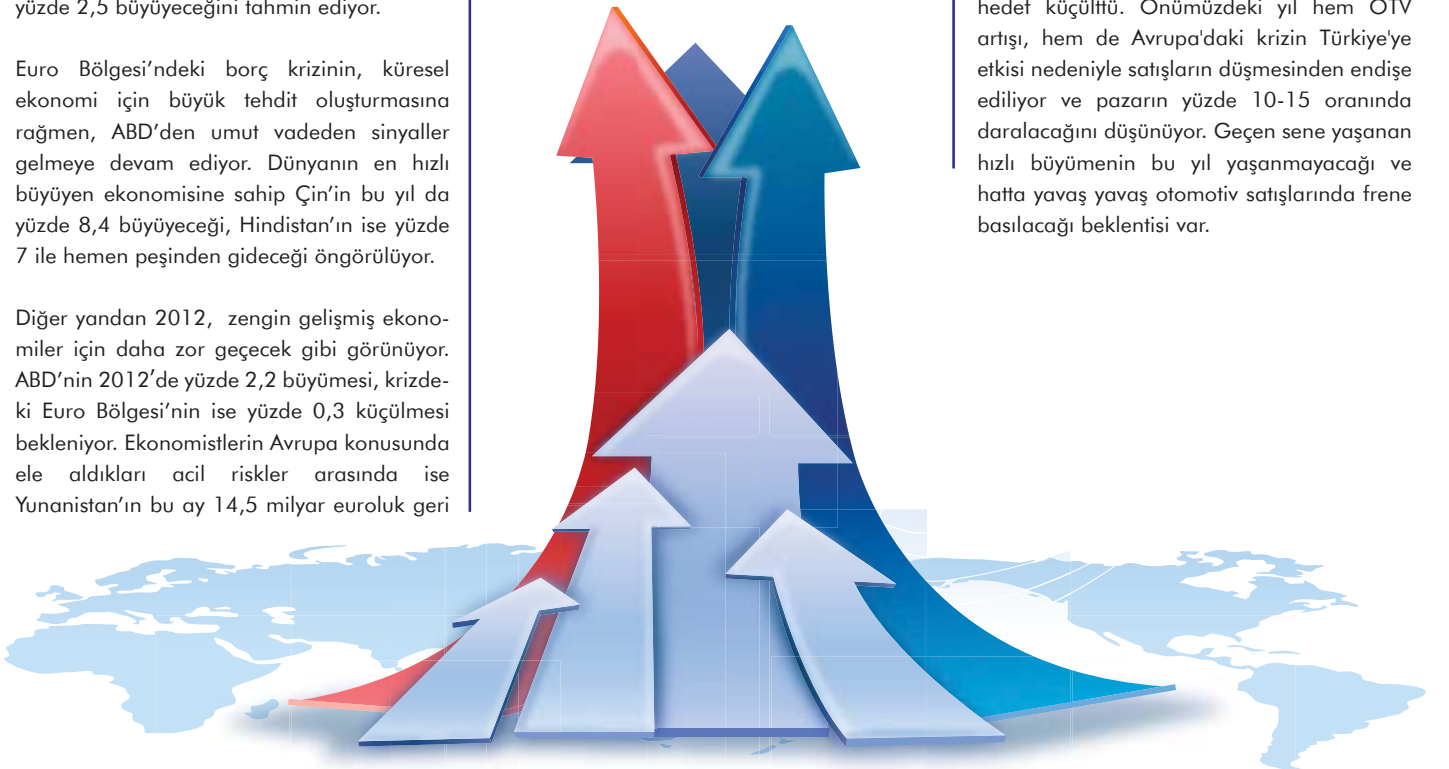 yüzde 2,5 büyüyeceğini tahmin ediyor.
Euro Bölgesi’ndeki borç krizinin, küresel
ekonomi için büyük tehdit oluşturmasına
rağmen, ABD’den umut vadeden sinyaller
gelmeye devam ediyor. Dünyanın en hızlı
büyüyen ekonomisine sahip Çin’in bu yıl da
yüzde 8,4 büyüyeceği, Hindistan’ın ise yüzde
7 ile hemen peşinden gideceği öngörülüyor.
Diğer yandan 2012, zengin gelişmiş ekono-
miler için daha zor geçecek gibi görünüyor.
ABD’nin 2012’de yüzde 2,2 büyümesi, krizde-
ki Euro Bölgesi’nin ise yüzde 0,3 küçülmesi
bekleniyor. Ekonomistlerin Avrupa konusunda
ele aldıkları acil riskler arasında ise
Yunanistan’ın bu ay 14,5 milyar euroluk geri
hedef küçülttü. Önümüzdeki yıl hem ÖTV
artışı, hem de Avrupa'daki krizin Türkiye'ye
etkisi nedeniyle satışların düşmesinden endişe
ediliyor ve pazarın yüzde 10-15 oranında
daralacağını düşünüyor. Geçen sene yaşanan
hızlı büyümenin bu yıl yaşanmayacağı ve
hatta yavaş yavaş otomotiv satışlarında frene
basılacağı beklentisi var.